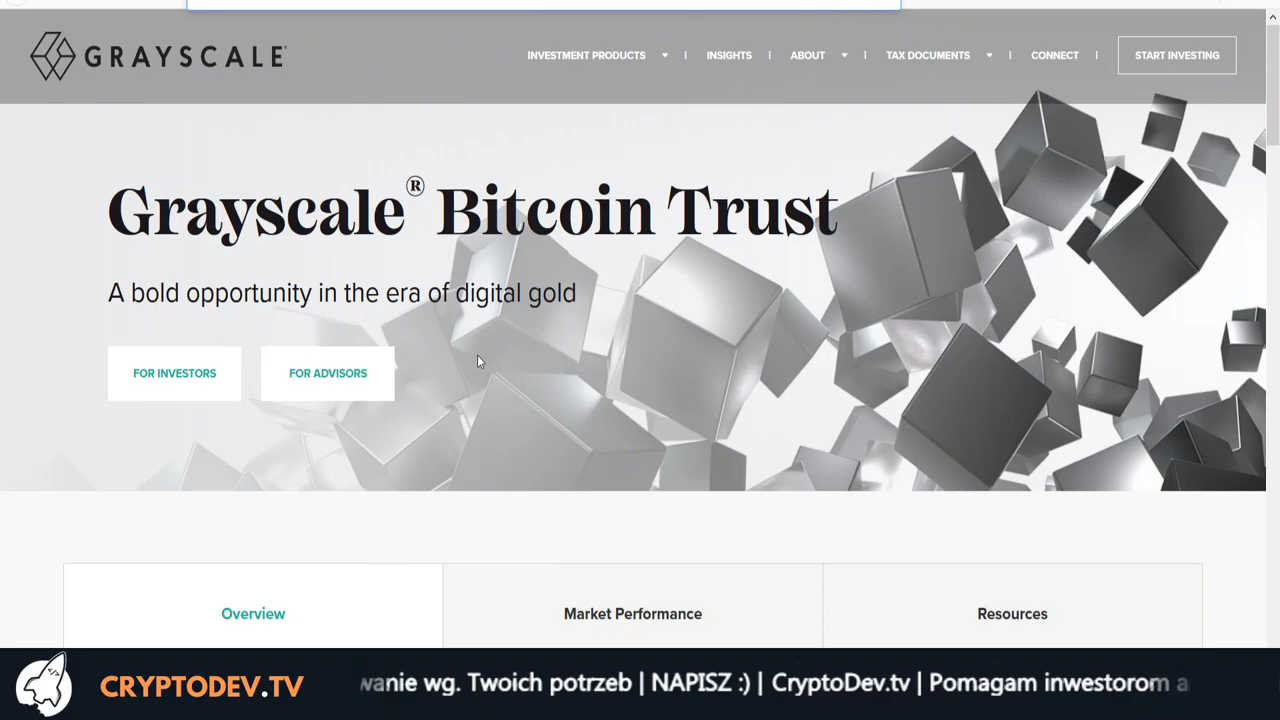 GRAYSCALE
INVESTMENT PRODUCTS | INSIGHTS | ABOUT | TAX DOCUMENTS | CONNECT | START INVESTING
Grayscale® Bitcoin Trust
A bold opportunity in the era of digital gold
FOR INVESTORS FOR ADVISORS
Overview Market Performance Resources
CRYPTODEV.TV wanie wg. Twoich potrzeb | NAPISZ :) | CryptoDev.tv | Pomagam inwestorom a